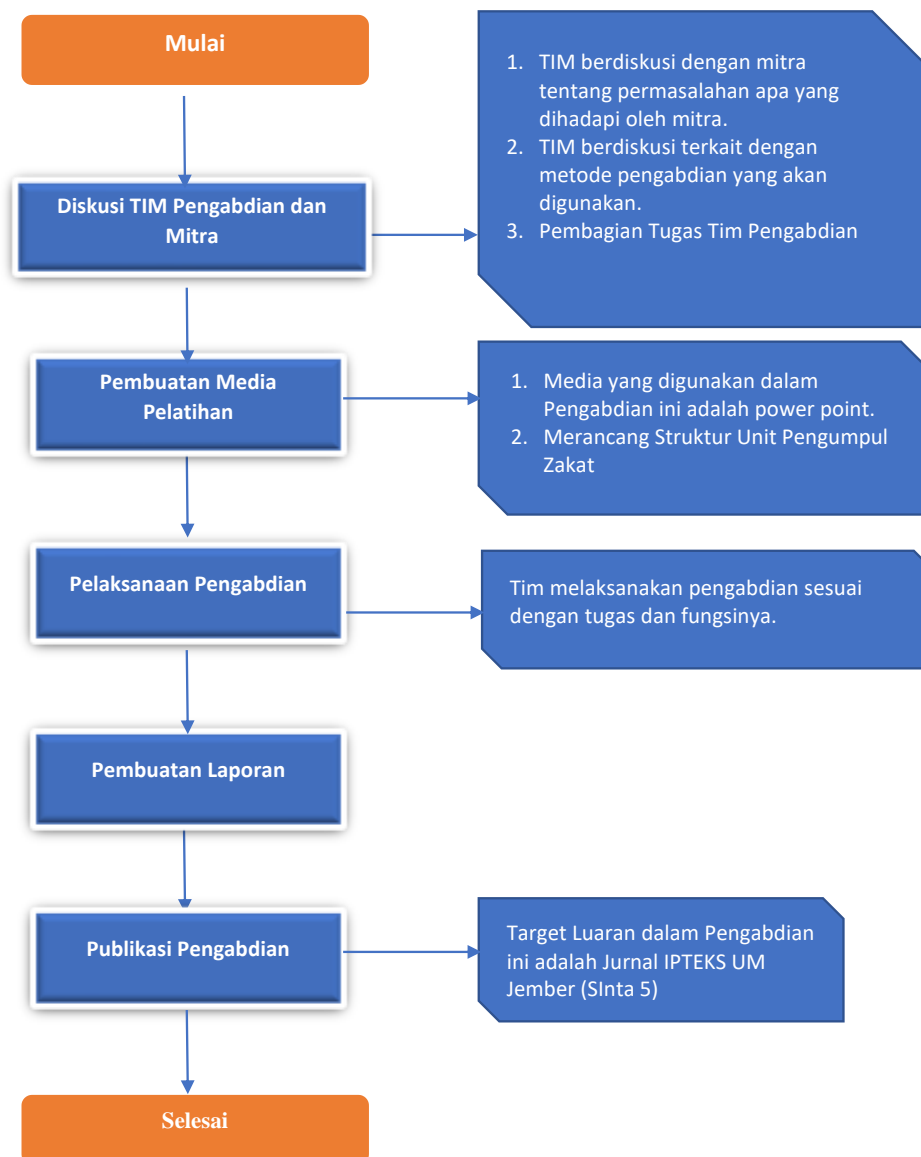 Mulai
1. TIM berdiskusi dengan mitra
tentang permasalahan apa yang
dihadapi oleh mitra.
2. TIM berdiskusi terkait dengan
metode pengabdian yang akan
digunakan.
3. Pembagian Tugas Tim Pengabdian
Diskusi TIM Pengabdian dan
Mitra
Pembuatan Media
Pelatihan
1. Media yang digunakan dalam
Pengabdian ini adalah power point.
2. Merancang Struktur Unit Pengumpul
Zakat
Pelaksanaan Pengabdian
Tim melaksanakan pengabdian sesuai
dengan tugas dan fungsinya.
Pembuatan Laporan
Publikasi Pengabdian
Target Luaran dalam Pengabdian
ini adalah Jurnal IPTEKS UM
Jember (SInta 5)
Selesai